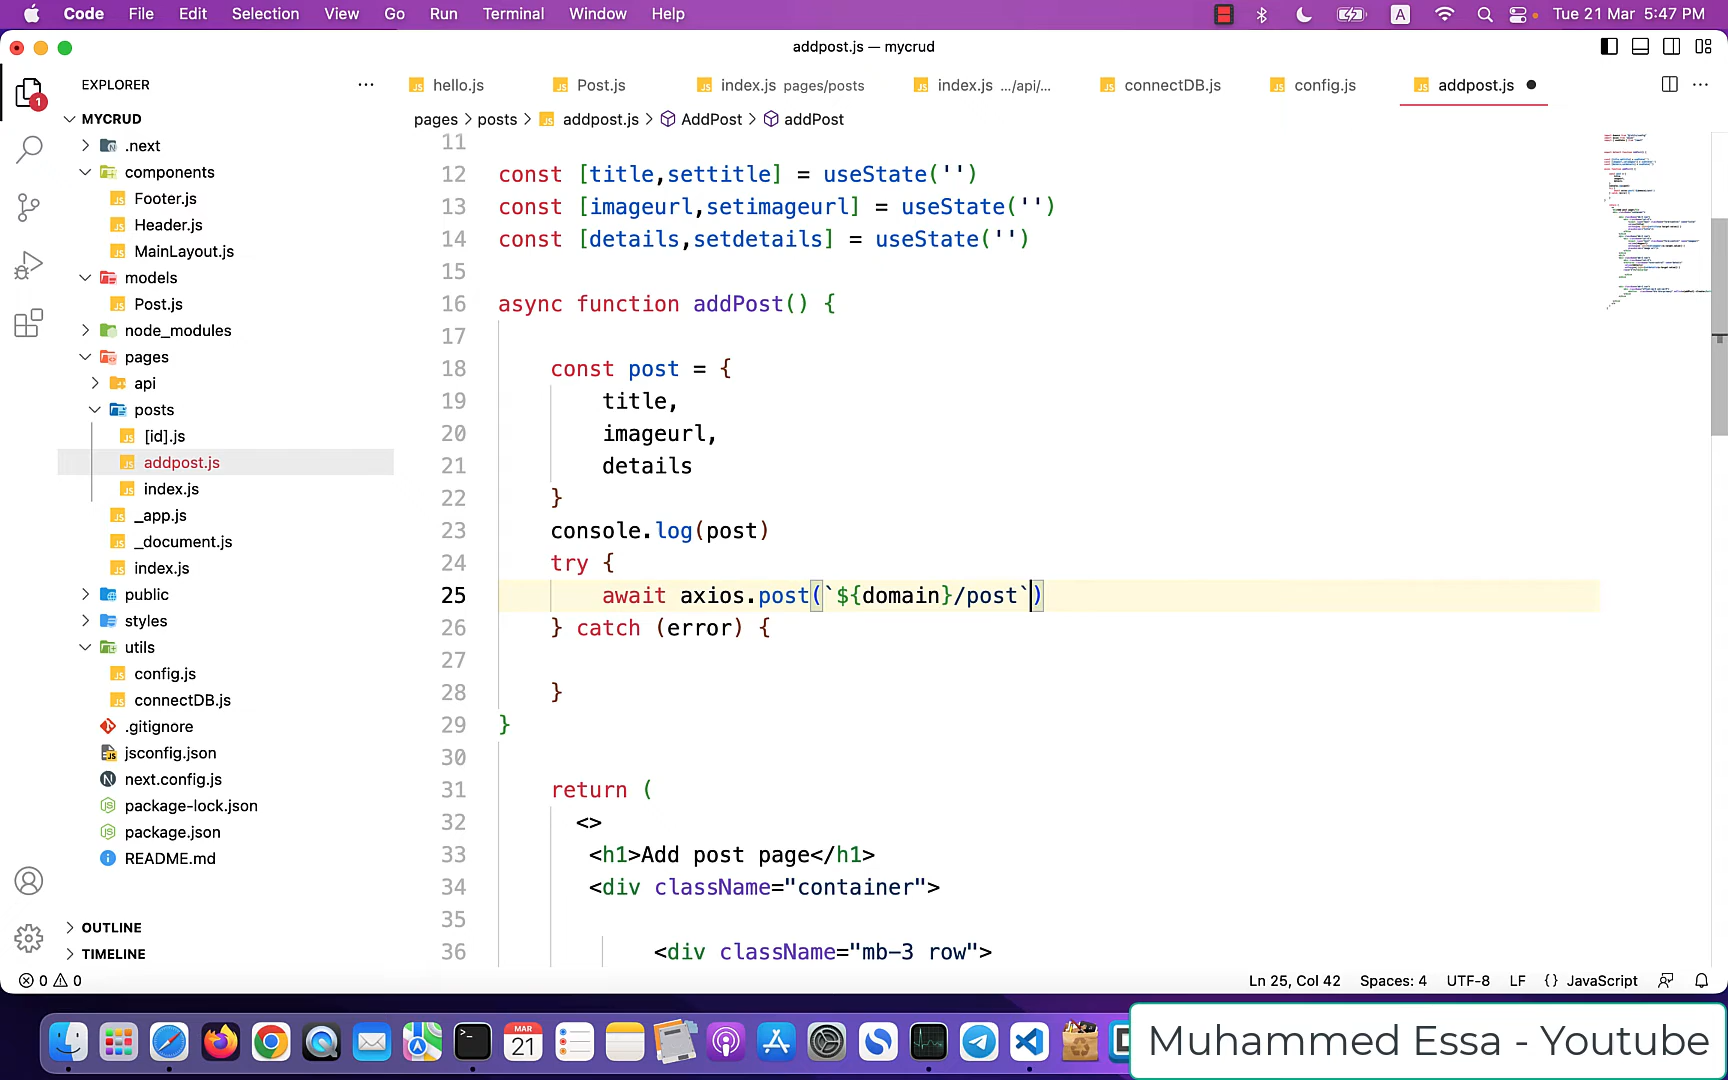 Code File Edit Selection View Go Run Terminal Window Help A Tue 21 Mar 5:47 PM
addpost.js — mycrud
EXPLORER
hello.js Post.js index.js pages/posts index.js .../api/... connectDB.js config.js addpost.js
pages > posts > addpost.js > AddPost > addPost
1
MYCRUD
.next
components
Footer.js
Header.js
MainLayout.js
models
Post.js
node_modules
pages
api
posts
[id].js
addpost.js
index.js
_app.js
_document.js
index.js
public
styles
utils
config.js
connectDB.js
.gitignore
jsconfig.json
next.config.js
package-lock.json
package.json
README.md
OUTLINE
TIMELINE
11
12 const [title,settitle] = useState('')
13 const [imageurl,setimageurl] = useState('')
14 const [details,setdetails] = useState('')
15
16 async function addPost() {
17
18 const post = {
19 title,
20 imageurl,
21 details
22 }
23 console.log(post)
24 try {
25 await axios.post(`${domain}/post`)
26 } catch (error) {
27
28 }
29 }
30
31 return (
32 <>
33 <h1>Add post page</h1>
34 <div className="container">
35
36 <div className="mb-3 row">
0 0 Ln 25, Col 42 Spaces: 4 UTF-8 LF {} JavaScript
MAR
21
Muhammed Essa - Youtube